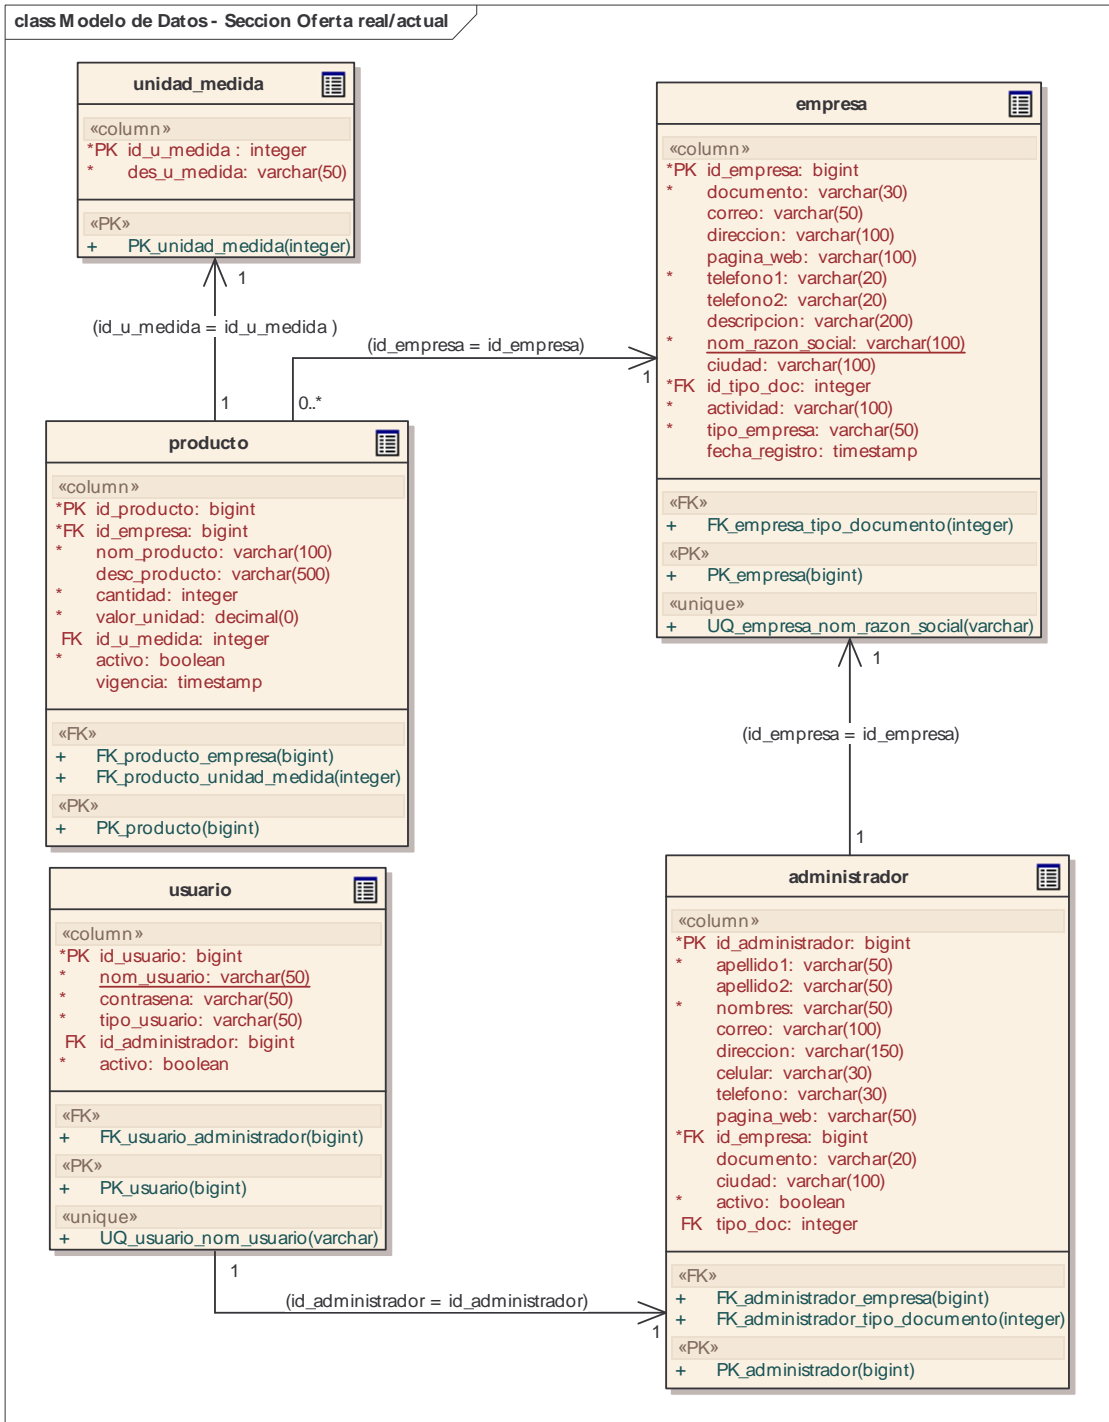 class Modelo de Datos - Seccion Oferta real/actual
unidad_medida
«column»
*PK id_u_medida : integer
* des_u_medida: varchar(50)
«PK»
+ PK_unidad_medida(integer)
1
(id_u_medida = id_u_medida )
1
(id_empresa = id_empresa)
1
0..*
empresa
«column»
*PK id_empresa: bigint
* documento: varchar(30)
correo: varchar(50)
direccion: varchar(100)
pagina_web: varchar(100)
* telefono1: varchar(20)
telefono2: varchar(20)
descripcion: varchar(200)
* nom_razon_social: varchar(100)
ciudad: varchar(100)
*FK id_tipo_doc: integer
* actividad: varchar(100)
* tipo_empresa: varchar(50)
fecha_registro: timestamp
«FK»
+ FK_empresa_tipo_documento(integer)
«PK»
+ PK_empresa(bigint)
«unique»
+ UQ_empresa_nom_razon_social(varchar)
producto
«column»
*PK id_producto: bigint
*FK id_empresa: bigint
* nom_producto: varchar(100)
desc_producto: varchar(500)
* cantidad: integer
* valor_unidad: decimal(0)
FK id_u_medida: integer
* activo: boolean
vigencia: timestamp
«FK»
+ FK_producto_empresa(bigint)
+ FK_producto_unidad_medida(integer)
«PK»
+ PK_producto(bigint)
1
(id_empresa = id_empresa)
1
usuario
«column»
*PK id_usuario: bigint
* nom_usuario: varchar(50)
* contrasena: varchar(50)
* tipo_usuario: varchar(50)
FK id_administrador: bigint
* activo: boolean
«FK»
+ FK_usuario_administrador(bigint)
«PK»
+ PK_usuario(bigint)
«unique»
+ UQ_usuario_nom_usuario(varchar)
1
(id_administrador = id_administrador)
1
administrador
«column»
*PK id_administrador: bigint
* apellido1: varchar(50)
apellido2: varchar(50)
* nombres: varchar(50)
correo: varchar(100)
direccion: varchar(150)
celular: varchar(30)
telefono: varchar(30)
pagina_web: varchar(50)
*FK id_empresa: bigint
documento: varchar(20)
ciudad: varchar(100)
* activo: boolean
FK tipo_doc: integer
«FK»
+ FK_administrador_empresa(bigint)
+ FK_administrador_tipo_documento(integer)
«PK»
+ PK_administrador(bigint)